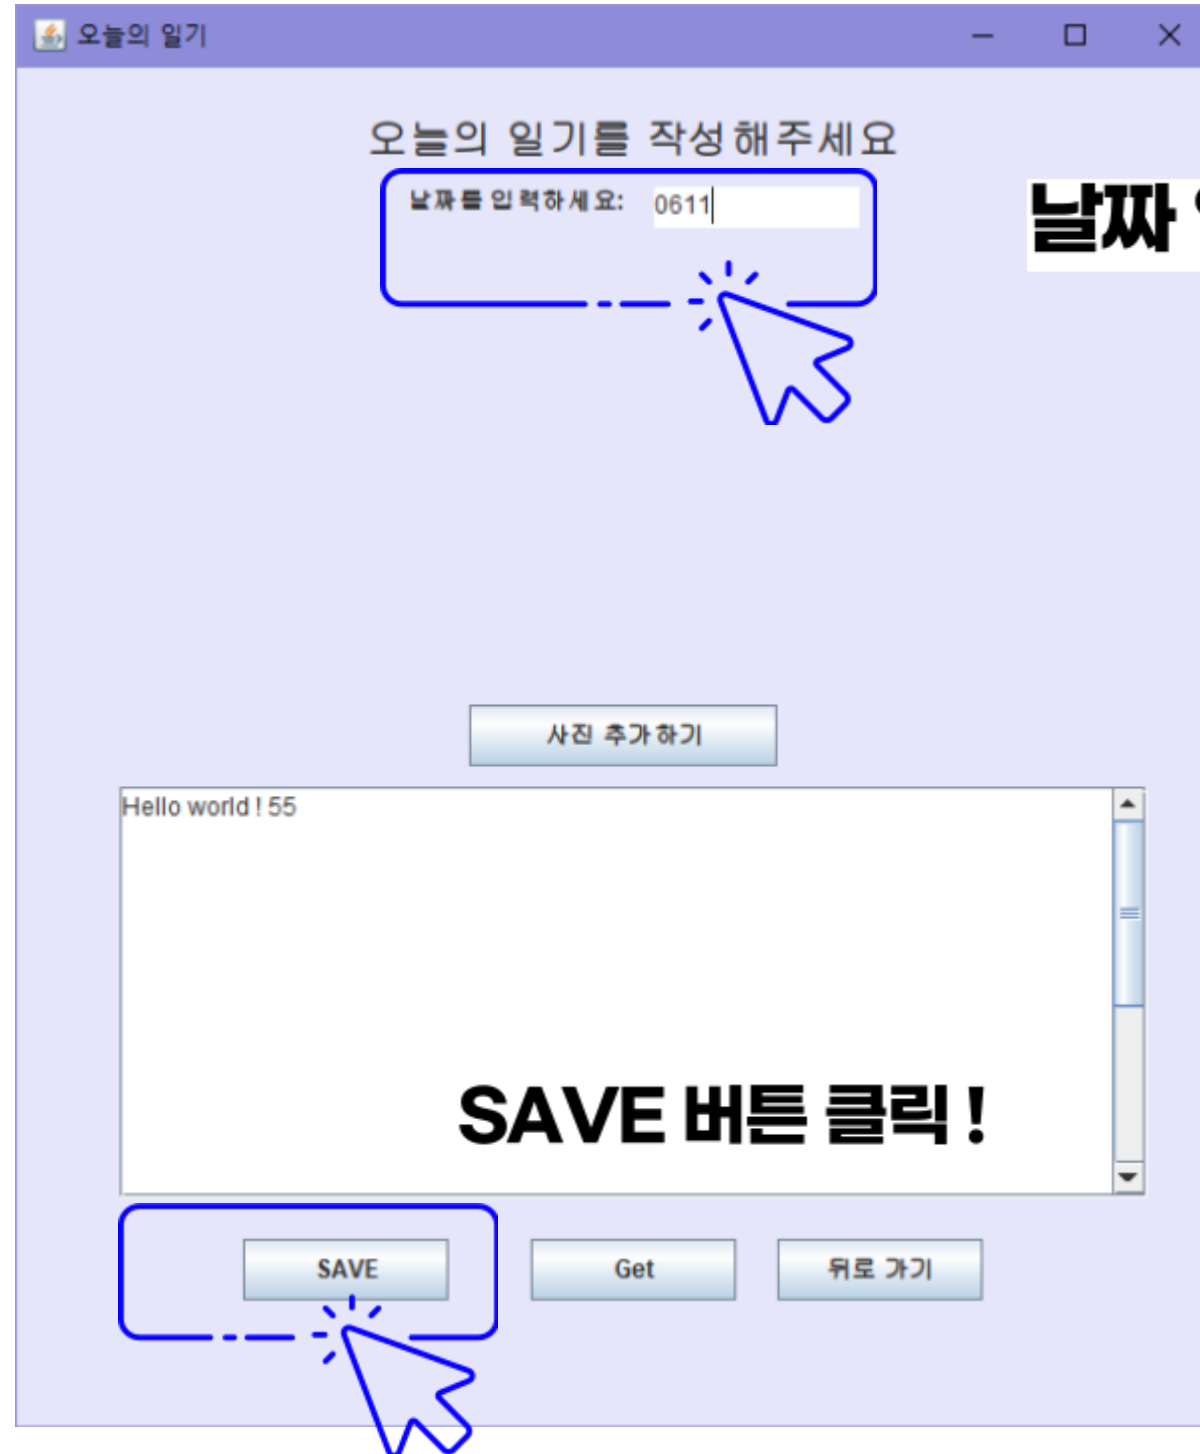 오늘의 일기
오늘의 일기를 작성해주세요
날짜를 입력하세요: 0611
날짜
사진 추가하기
Hello world ! 55
SAVE 버튼 클릭 !
SAVE Get 뒤로 가기